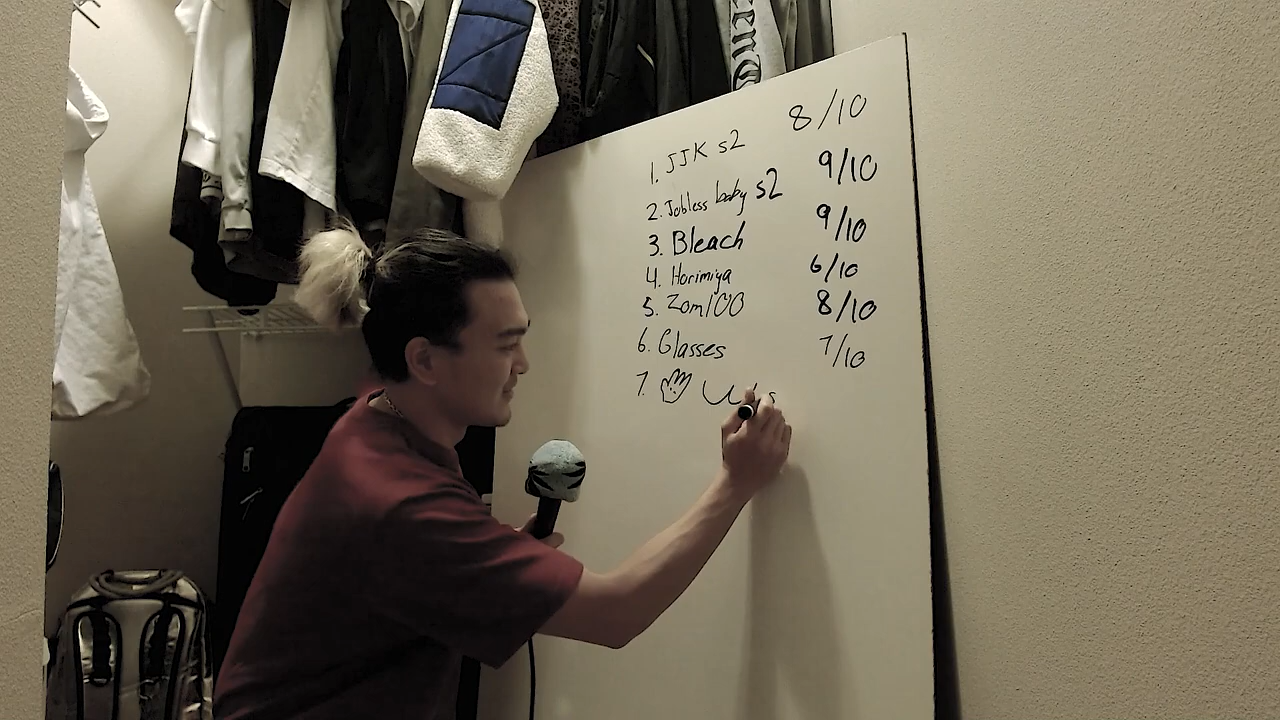 1. JJK s2 8/10
2. Jobless baby s2 9/10
3. Bleach 9/10
4. Horimiya 6/10
5. Zom100 8/10
6. Glasses 7/10
7.